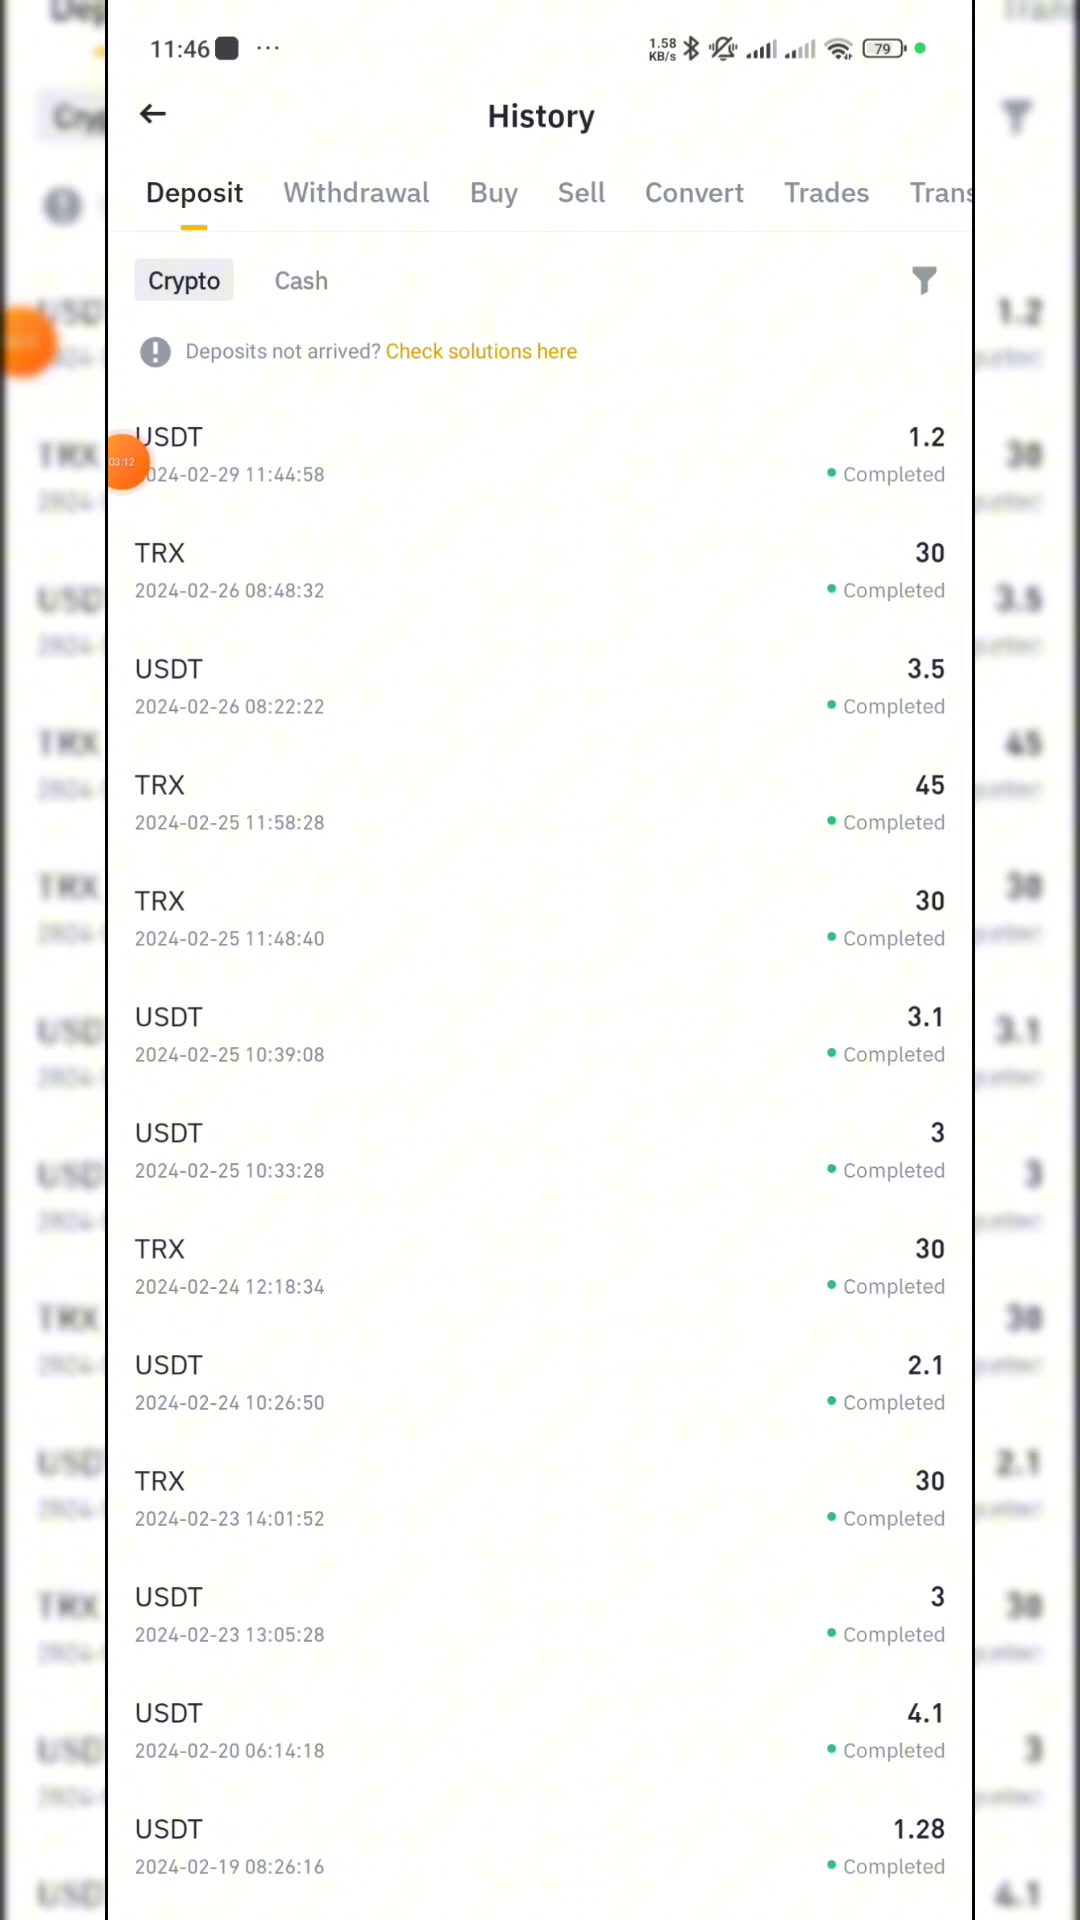 11:46 ...
1.58 KB/s 79
History
Deposit Withdrawal Buy Sell Convert Trades Trans
Crypto Cash
Deposits not arrived? Check solutions here
USDT 1.2
03:12
024-02-29 11:44:58 Completed
TRX 30
2024-02-26 08:48:32 Completed
USDT 3.5
2024-02-26 08:22:22 Completed
TRX 45
2024-02-25 11:58:28 Completed
TRX 30
2024-02-25 11:48:40 Completed
USDT 3.1
2024-02-25 10:39:08 Completed
USDT 3
2024-02-25 10:33:28 Completed
TRX 30
2024-02-24 12:18:34 Completed
USDT 2.1
2024-02-24 10:26:50 Completed
TRX 30
2024-02-23 14:01:52 Completed
USDT 3
2024-02-23 13:05:28 Completed
USDT 4.1
2024-02-20 06:14:18 Completed
USDT 1.28
2024-02-19 08:26:16 Completed